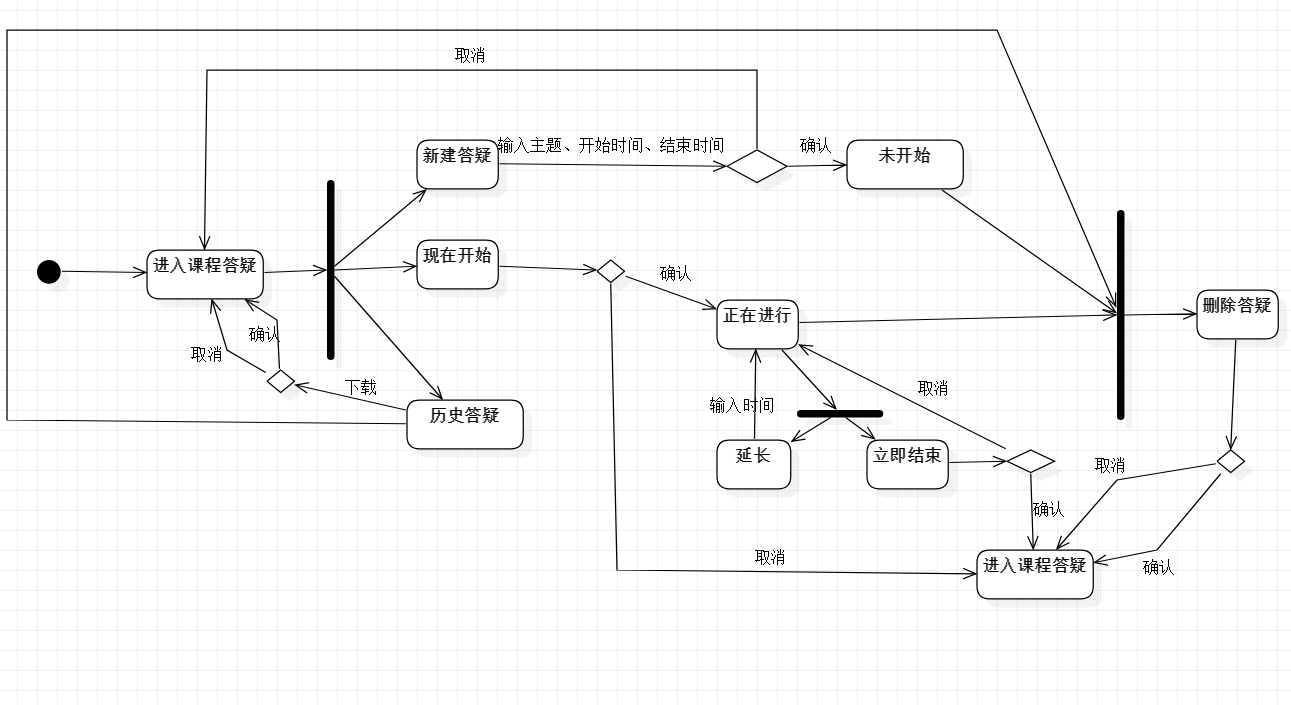 取消
新建答疑
输入主题、开始时间、结束时间
确认
未开始
进入课程答疑
现在开始
确认
正在进行
删除答疑
确认
取消
下载
历史答疑
取消
输入时间
延长
立即结束
取消
确认
取消
进入课程答疑
确认